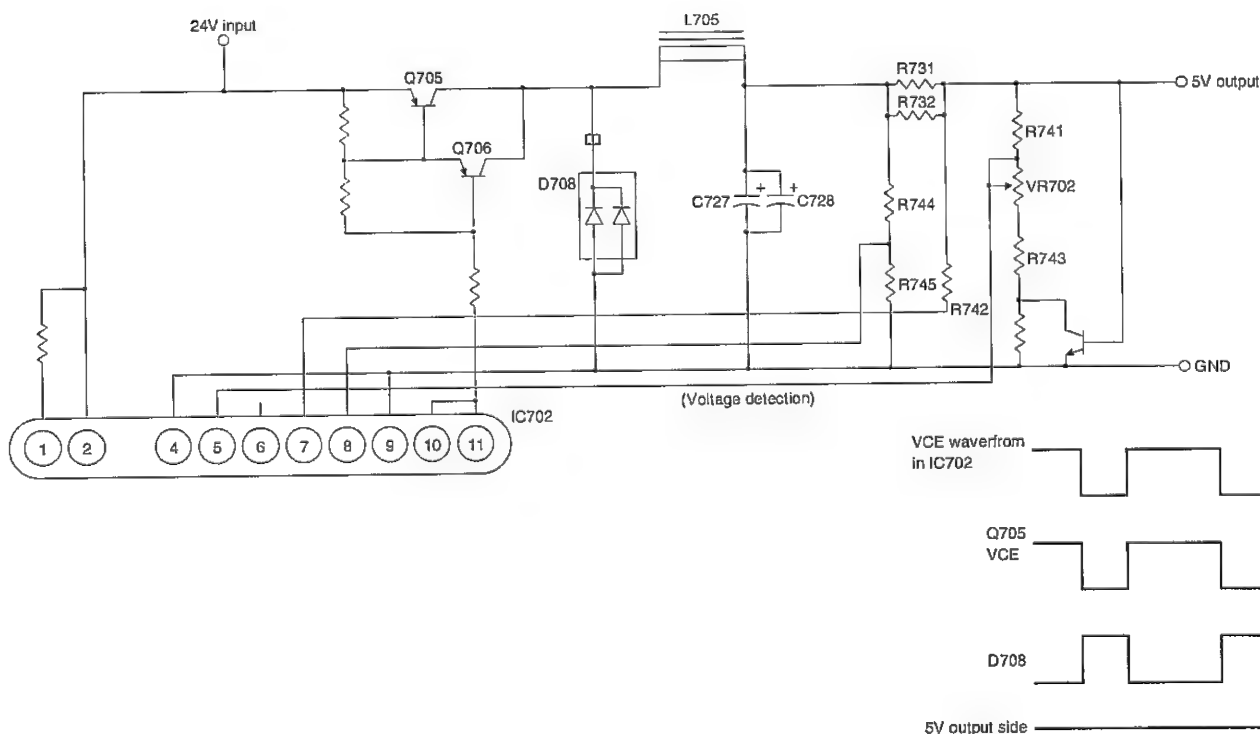 24V input
L705
Q705
R731
5V output
R732
R741
Q706
D708
VR702
C727
+
+
C728
R744
R743
R745
R742
GND
(Voltage detection)
IC702
1
2
4
5
6
7
8
9
10
11
VCE waverfrom
in IC702
Q705
VCE
D708
5V output side